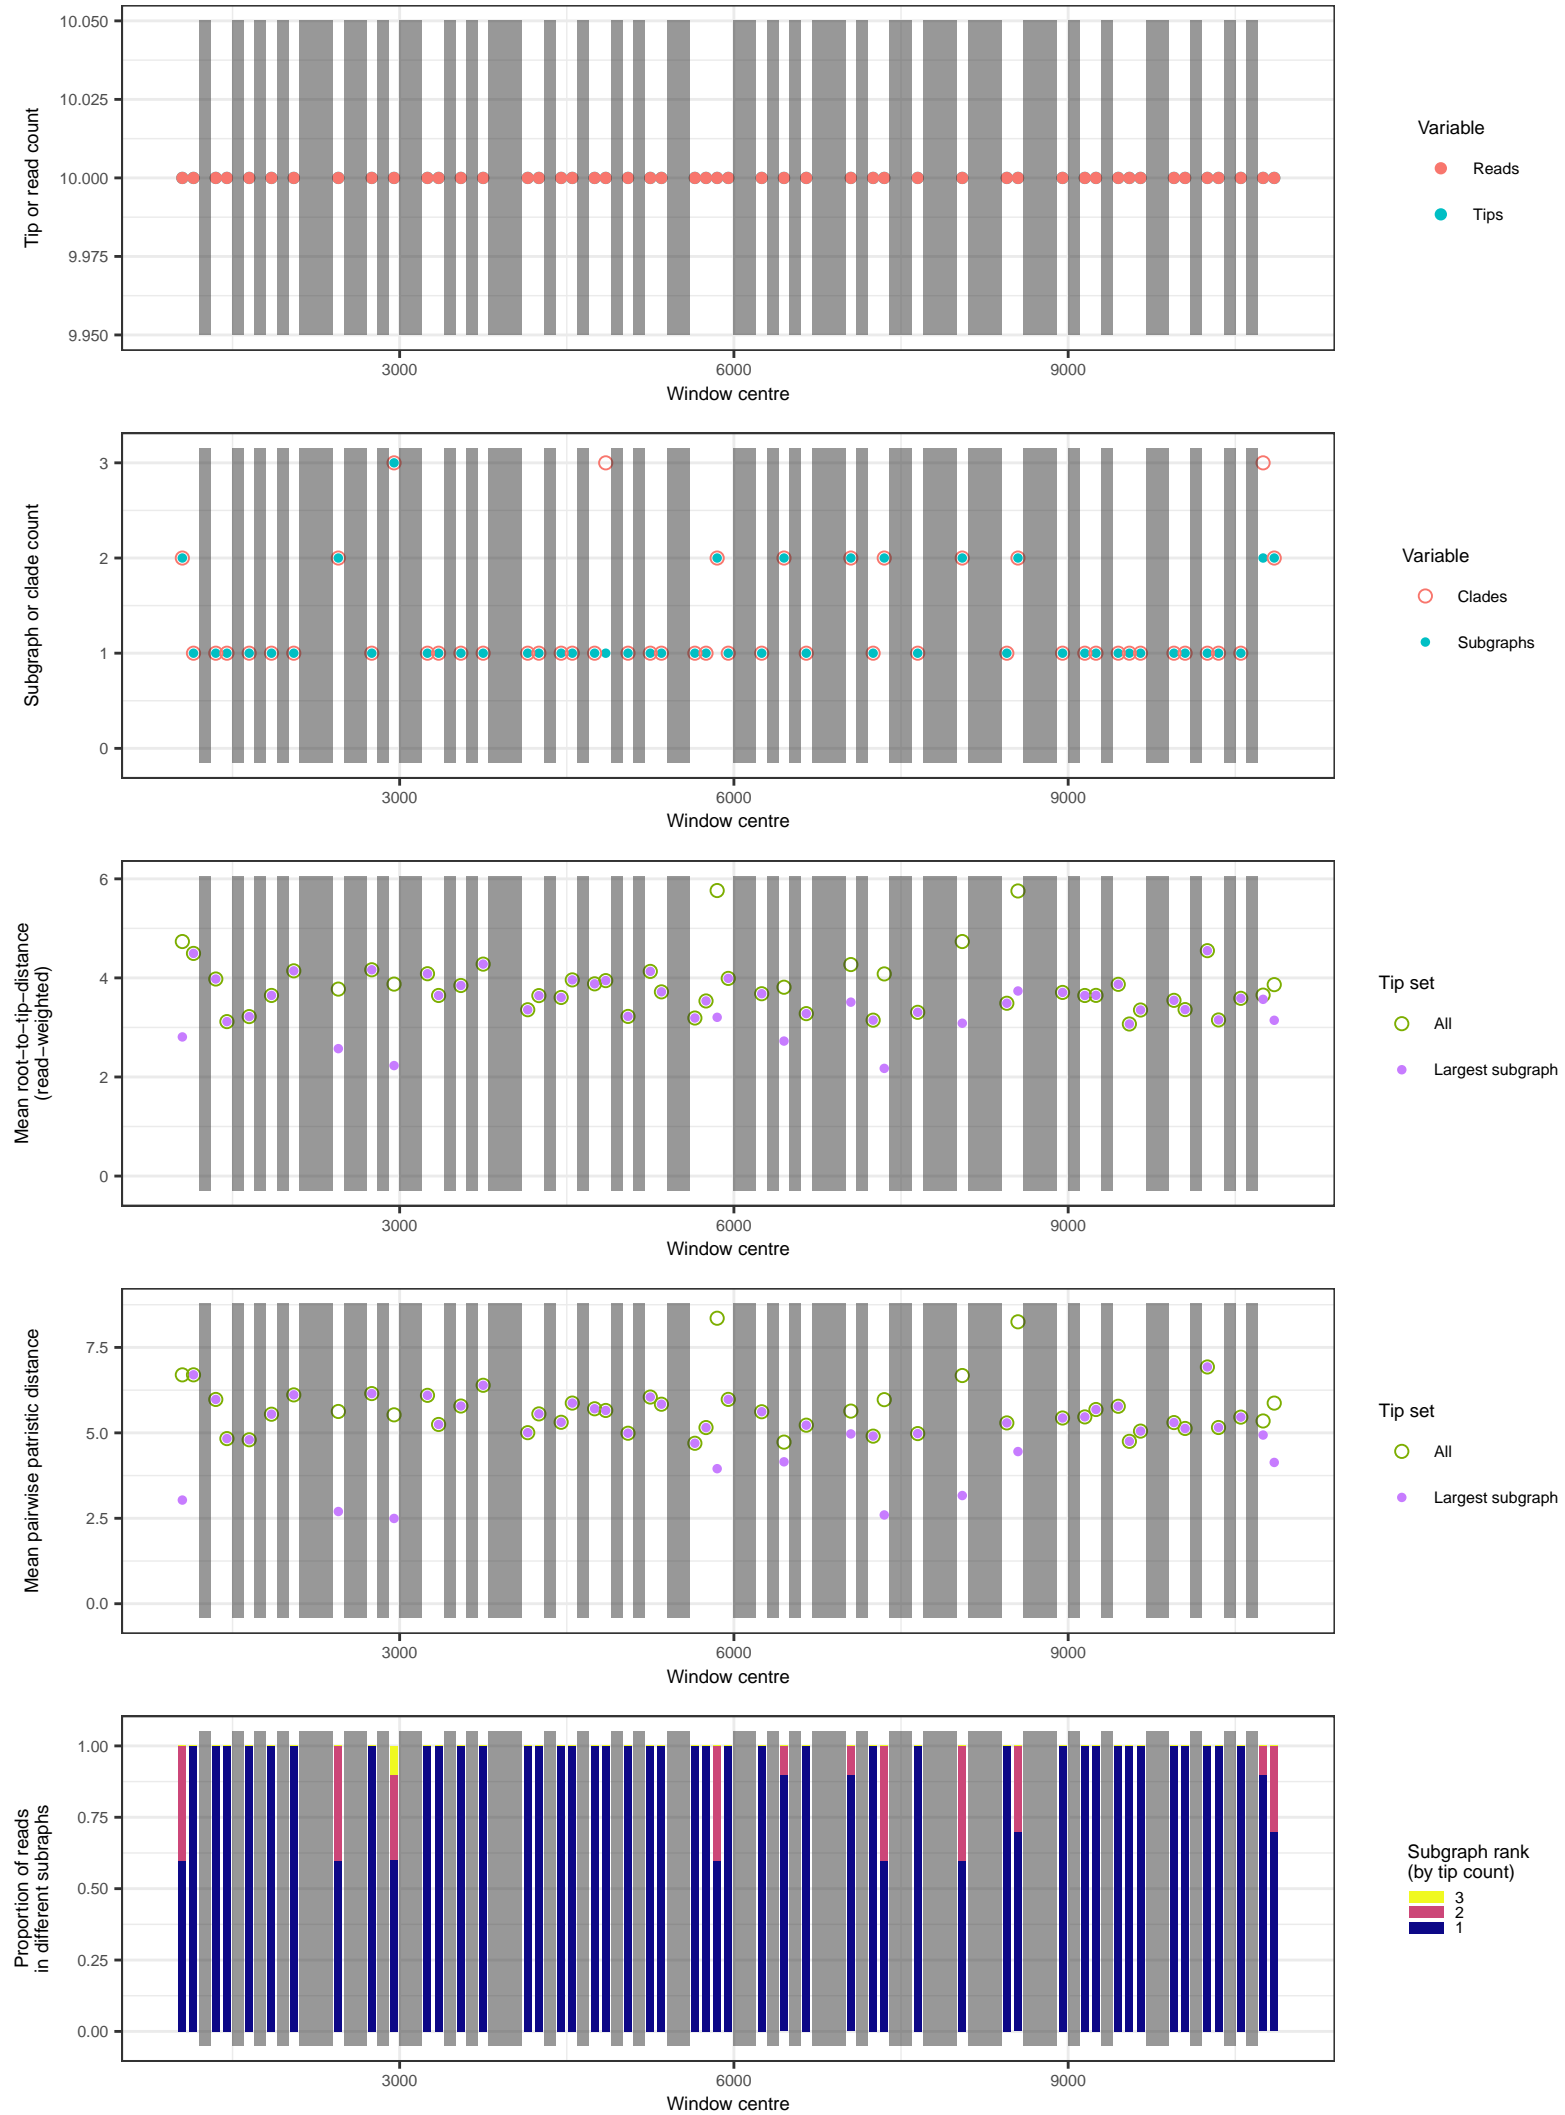 10.050
10.025
10.000
9.975
9.950
Tip or read count
3000
6000
9000
Window centre
Variable
Reads
Tips
3
2
1
0
Subgraph or clade count
3000
6000
9000
Window centre
Variable
Clades
Subgraphs
6
4
2
0
Mean root−to−tip−distance
(read−weighted)
3000
6000
9000
Window centre
Tip set
All
Largest subgraph
7.5
5.0
2.5
0.0
Mean pairwise patristic distance
3000
6000
9000
Window centre
Tip set
All
Largest subgraph
1.00
0.75
0.50
0.25
0.00
Proportion of reads
in different subraphs
3000
6000
9000
Window centre
Subgraph rank
(by tip count)
3
2
1